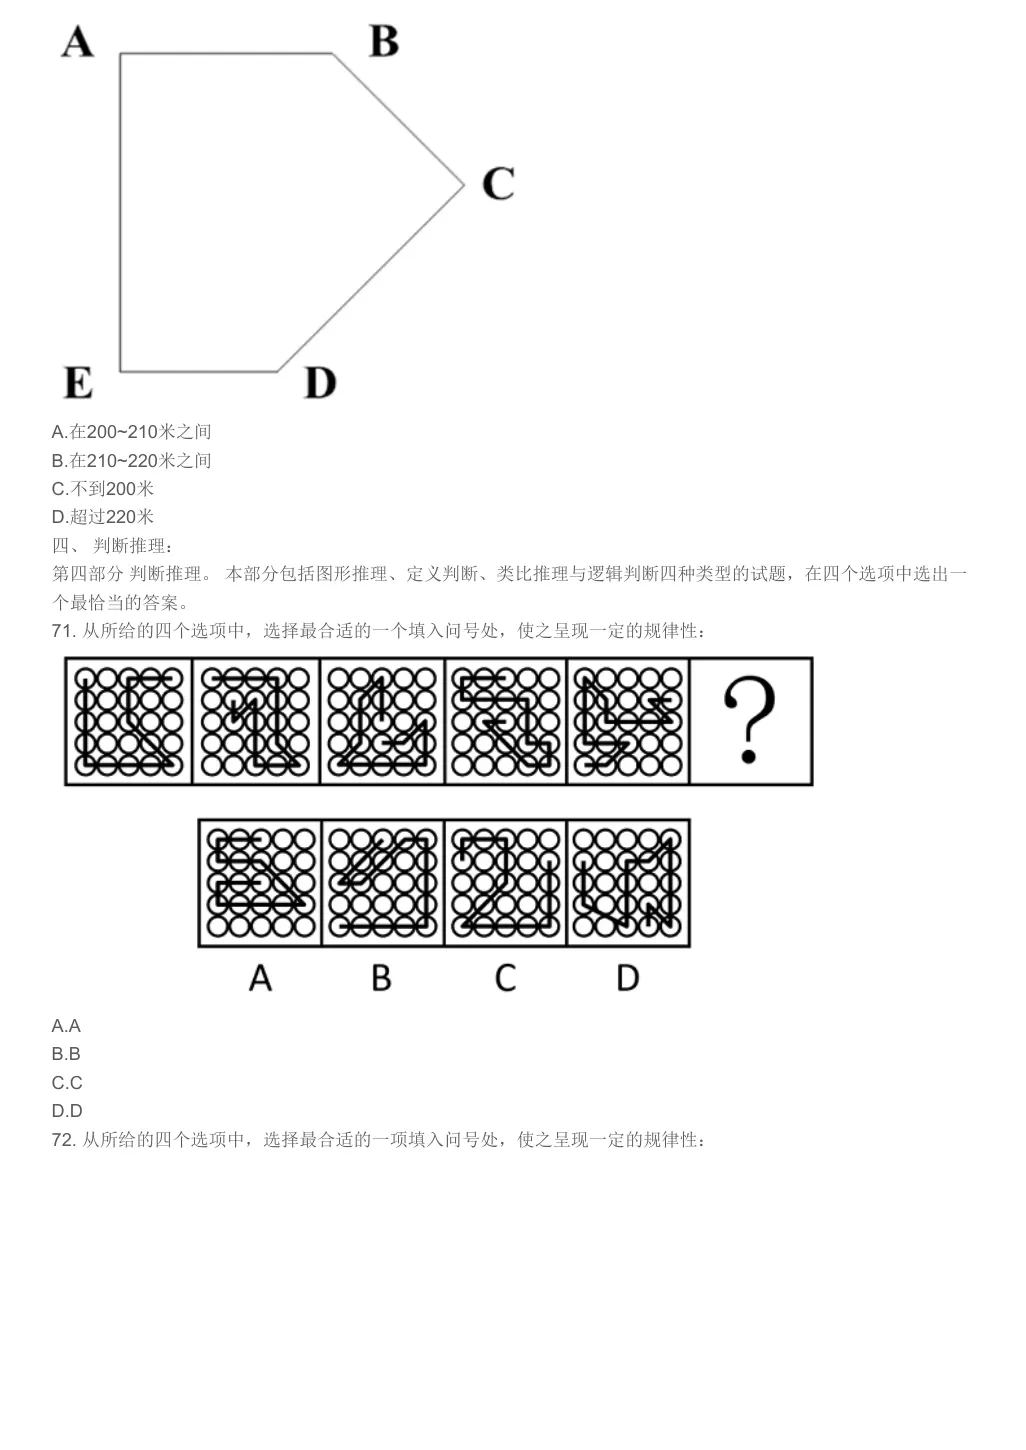 A
B
C
E
D
A.在200~210米之间
B.在210~220米之间
C.不到200米
D.超过220米
四、 判断推理：
第四部分 判断推理。 本部分包括图形推理、定义判断、类比推理与逻辑判断四种类型的试题，在四个选项中选出一
个最恰当的答案。
71. 从所给的四个选项中，选择最合适的一个填入问号处，使之呈现一定的规律性：
?
A B C D
A.A
B.B
C.C
D.D
72. 从所给的四个选项中，选择最合适的一项填入问号处，使之呈现一定的规律性：